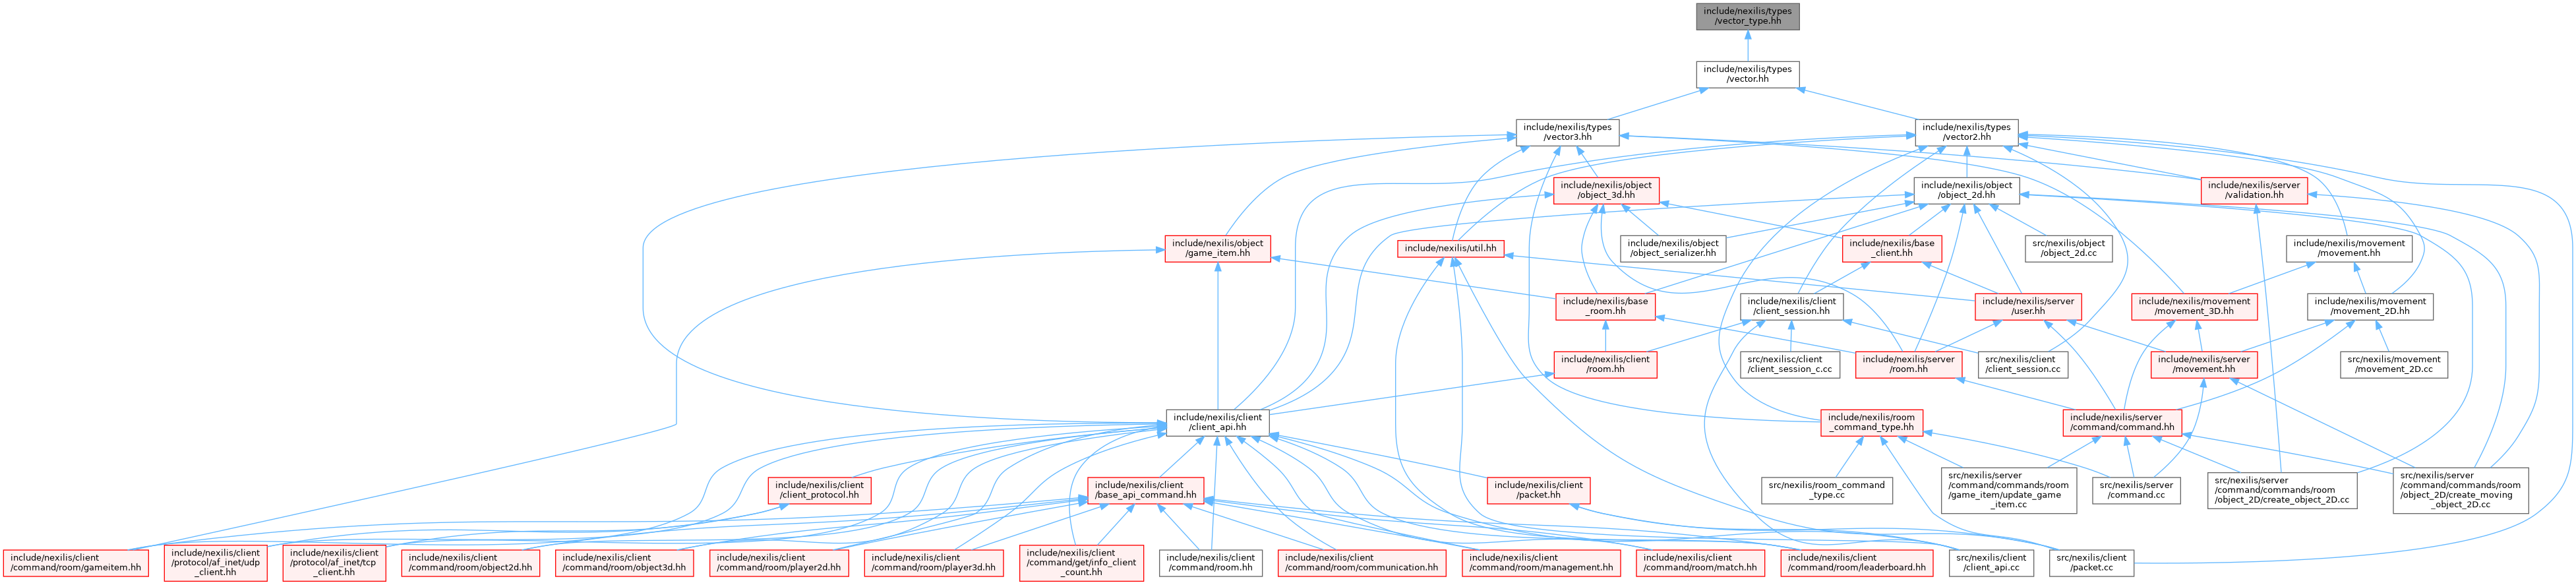 include/nexilis/types
/vector_type.hh
include/nexilis/types
/vector.hh
include/nexilis/types
/vector3.hh
include/nexilis/types
/vector2.hh
include/nexilis/object
/object_3d.hh
include/nexilis/object
/object_2d.hh
include/nexilis/server
/validation.hh
include/nexilis/object
/game_item.hh
include/nexilis/util.hh
include/nexilis/object
/object_serializer.hh
include/nexilis/base
_client.hh
src/nexilis/object
/object_2d.cc
include/nexilis/movement
/movement.hh
include/nexilis/base
_room.hh
include/nexilis/client
/client_session.hh
include/nexilis/server
/user.hh
include/nexilis/movement
/movement_3D.hh
include/nexilis/movement
/movement_2D.hh
include/nexilis/client
/room.hh
src/nexilisc/client
/client_session_c.cc
include/nexilis/server
/room.hh
src/nexilis/client
/client_session.cc
include/nexilis/server
/movement.hh
src/nexilis/movement
/movement_2D.cc
include/nexilis/client
/client_api.hh
include/nexilis/room
_command_type.hh
include/nexilis/server
/command/command.hh
include/nexilis/client
/client_protocol.hh
include/nexilis/client
/base_api_command.hh
include/nexilis/client
/packet.hh
src/nexilis/room_command
_type.cc
src/nexilis/server
/command/commands/room
/game_item/update_game
_item.cc
src/nexilis/server
/command.cc
src/nexilis/server
/command/commands/room
/object_2D/create_object_2D.cc
src/nexilis/server
/command/commands/room
/object_2D/create_moving
_object_2D.cc
include/nexilis/client
/command/room/gameitem.hh
include/nexilis/client
/protocol/af_inet/udp
_client.hh
include/nexilis/client
/protocol/af_inet/tcp
_client.hh
include/nexilis/client
/command/room/object2d.hh
include/nexilis/client
/command/room/object3d.hh
include/nexilis/client
/command/room/player2d.hh
include/nexilis/client
/command/room/player3d.hh
include/nexilis/client
/command/get/info_client
_count.hh
include/nexilis/client
/command/room.hh
include/nexilis/client
/command/room/communication.hh
include/nexilis/client
/command/room/management.hh
include/nexilis/client
/command/room/match.hh
include/nexilis/client
/command/room/leaderboard.hh
src/nexilis/client
/client_api.cc
src/nexilis/client
/packet.cc